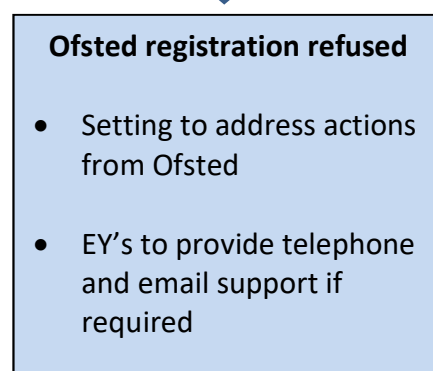 Ofsted registration refused
• Setting to address actions
from Ofsted
• EY's to provide telephone
and email support if
required